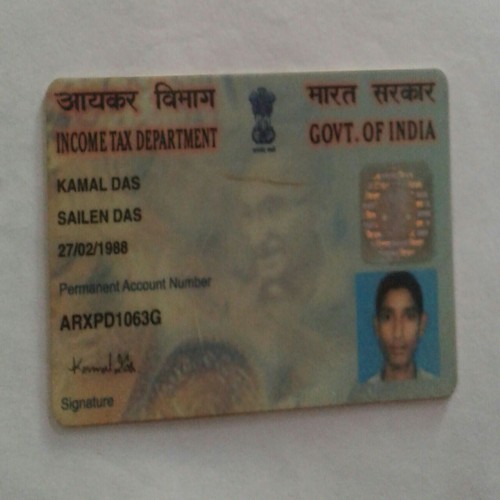 आयकर विभाग
INCOME TAX DEPARTMENT
भारत सरकार
GOVT. OF INDIA
KAMAL DAS
SAILEN DAS
27/02/1988
Permanent Account Number
ARXPD1063G
Kamal Das
Signature